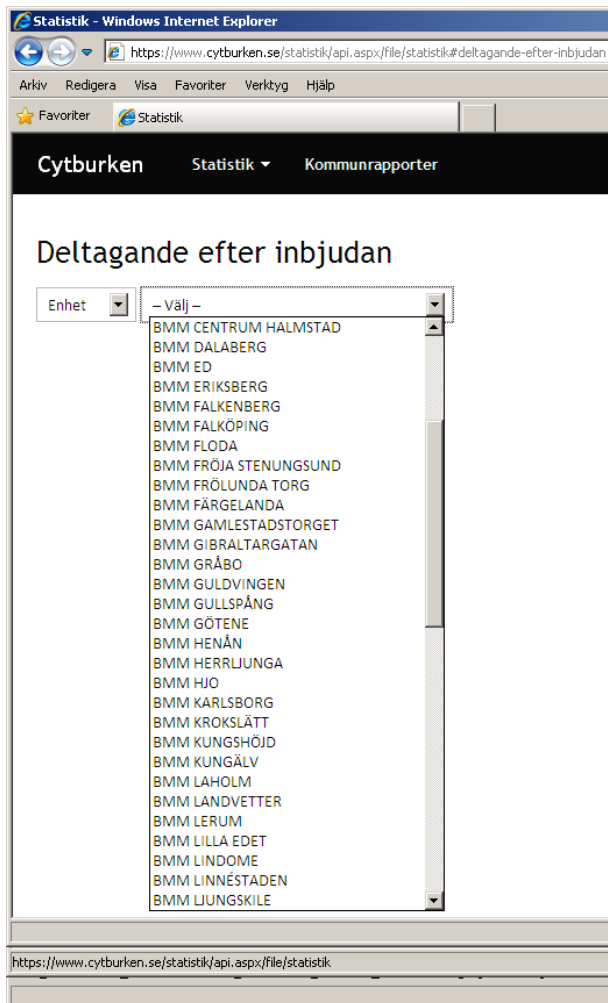 Statistik - Windows Internet Explorer
https://www.cytburken.se/statistik/api.aspx/file/statistik#deltagande-efter-inbjudan
Arkiv Redigera Visa Favoriter Verktyg Hjälp
Favoriter Statistik
Cytburken Statistik Kommunrapporter
Deltagande efter inbjudan
Enhet – Välj –
BMM CENTRUM HALMSTAD
BMM DALABERG
BMM ED
BMM ERIKSBERG
BMM FALKENBERG
BMM FALKÖPING
BMM FLODA
BMM FRÖJA STENUNGSUND
BMM FRÖLUNDA TORG
BMM FÄRGELANDA
BMM GAMLESTADSTORGET
BMM GIBRALTARGATAN
BMM GRÅBO
BMM GULDVINGEN
BMM GULLSPÅNG
BMM GÖTENE
BMM HENÅN
BMM HERRLJUNGA
BMM HJO
BMM KARLSBORG
BMM KROKSLÄTT
BMM KUNGSHÖJD
BMM KUNGÄLV
BMM LAHOLM
BMM LANDVETTER
BMM LERUM
BMM LILLA EDET
BMM LINDOME
BMM LINNÉSTADEN
BMM LJUNGSKILE
https://www.cytburken.se/statistik/api.aspx/file/statistik